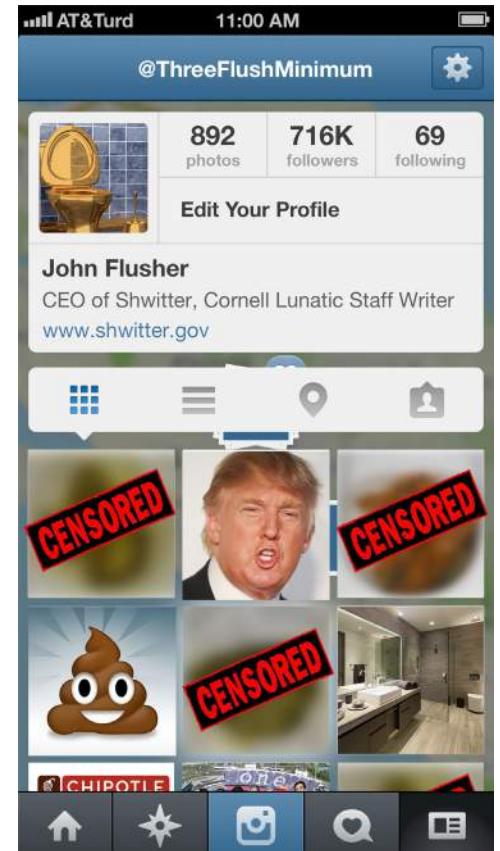 AT&Turd 11:00 AM
@ThreeFlushMinimum
892 716K 69
photos followers following
Edit Your Profile
John Flusher
CEO of Shwitter, Cornell Lunatic Staff Writer
www.shwitter.gov
CENSORED
CENSORED
CENSORED
CHIPOTLE
one